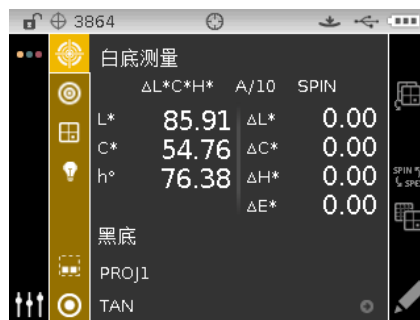 3864
白底测量
ΔL*C*H* A/10 SPIN
L* 85.91 ΔL* 0.00
C* 54.76 ΔC* 0.00
h° 76.38 ΔH* 0.00
ΔE* 0.00
黑底
PROJ1
TAN
SPIN